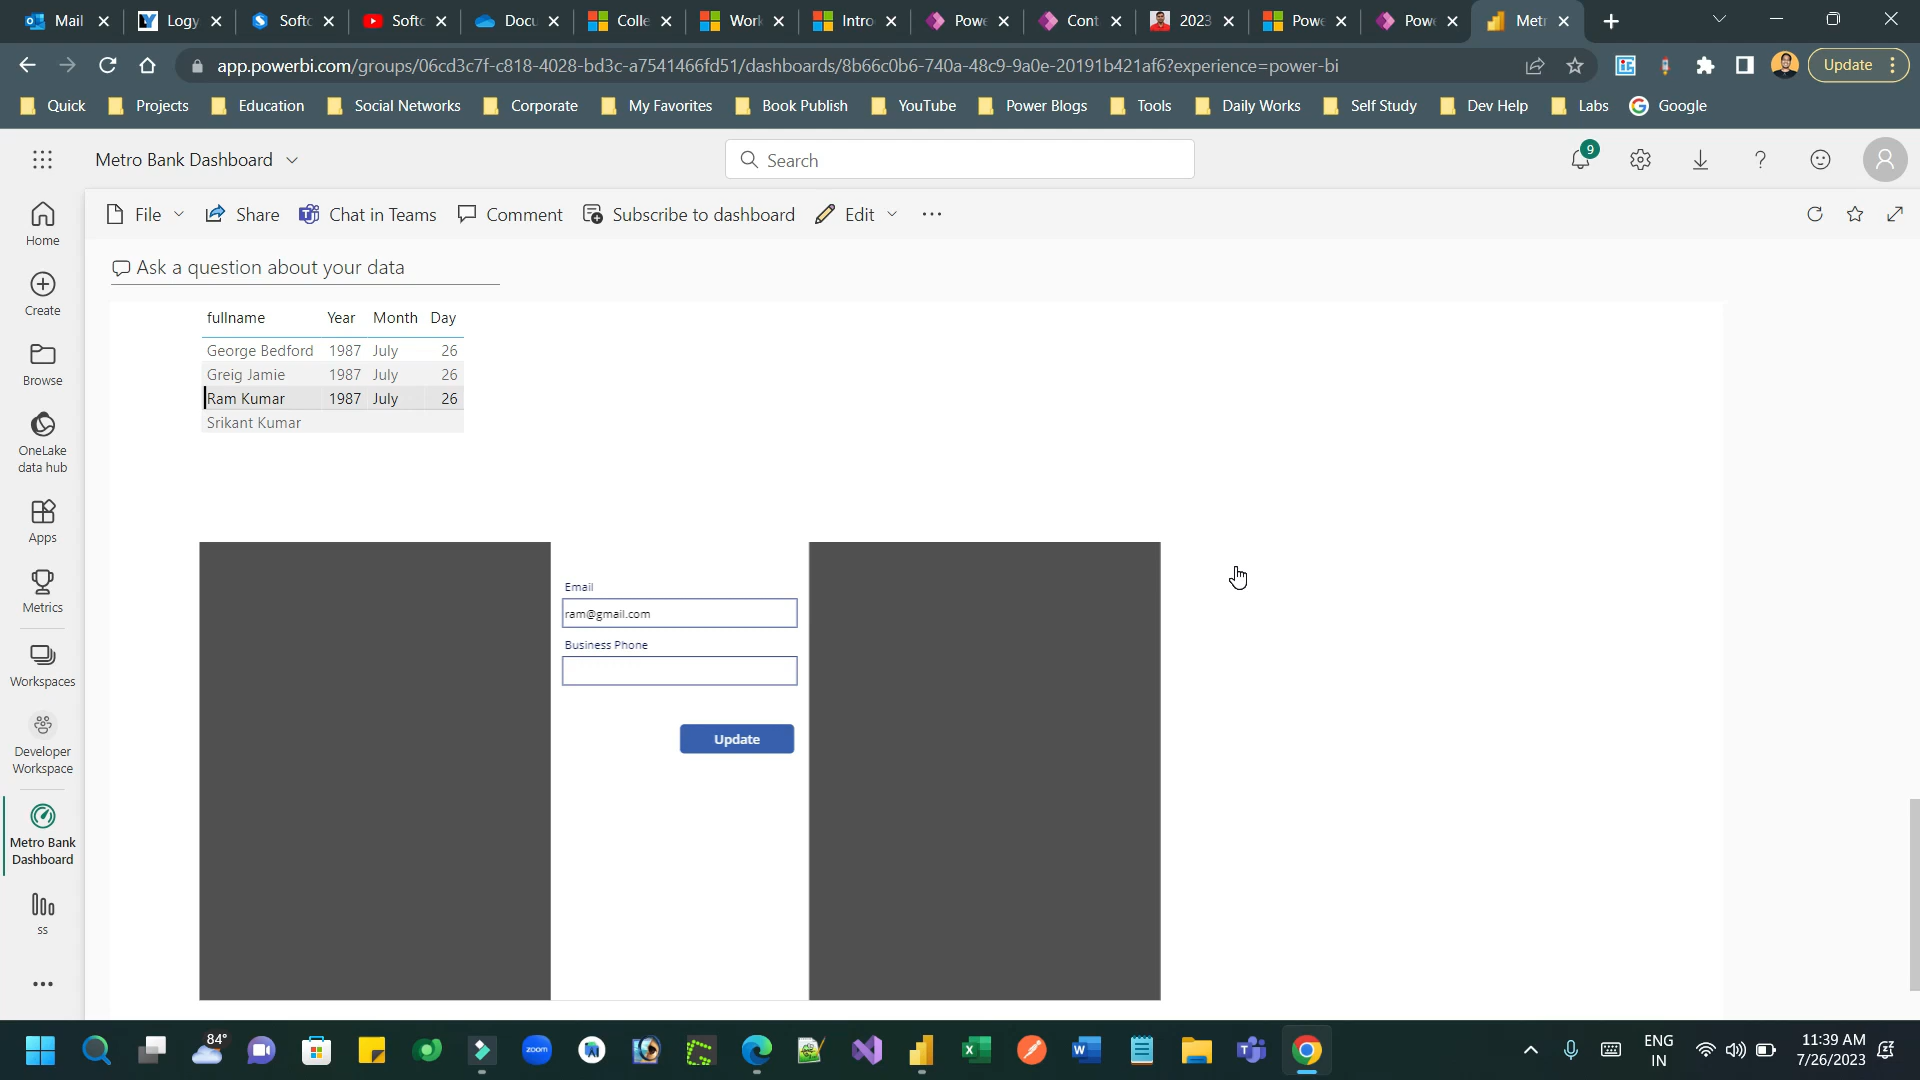 Mail
Logy
Softc
Softc
Docu
Colle
Work
Intro
Powe
Cont
2023
Powe
Powe
Metr
app.powerbi.com/groups/06cd3c7f-c818-4028-bd3c-a7541466fd51/dashboards/8b66c0b6-740a-48c9-9a0e-20191b421af6?experience=power-bi
Update
Quick
Projects
Education
Social Networks
Corporate
My Favorites
Book Publish
YouTube
Power Blogs
Tools
Daily Works
Self Study
Dev Help
Labs
Google
Metro Bank Dashboard
Search
9
File
Share
Chat in Teams
Comment
Subscribe to dashboard
Edit
Home
Create
Browse
OneLake
data hub
Apps
Metrics
Workspaces
Developer
Workspace
Metro Bank
Dashboard
ss
Ask a question about your data
fullname Year Month Day
George Bedford 1987 July 26
Greig Jamie 1987 July 26
Ram Kumar 1987 July 26
Srikant Kumar
Email
ram@gmail.com
Business Phone
Update
84°
zoom
ENG
IN
11:39 AM
7/26/2023